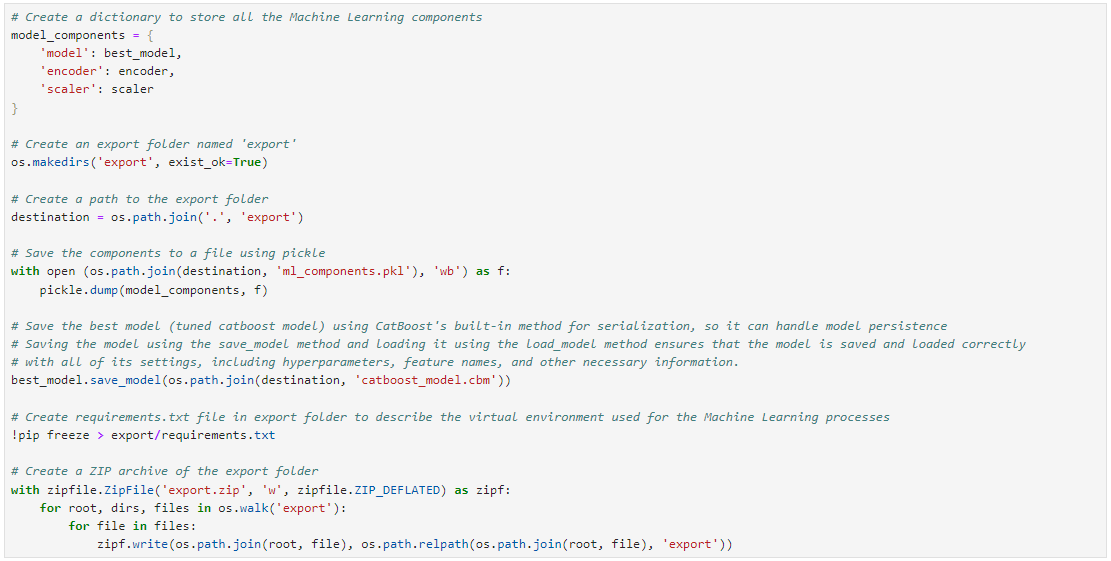 # Create a dictionary to store all the Machine Learning components
model_components = {
    'model': best_model,
    'encoder': encoder,
    'scaler': scaler
}

# Create an export folder named 'export'
os.makedirs('export', exist_ok=True)

# Create a path to the export folder
destination = os.path.join('.', 'export')

# Save the components to a file using pickle
with open (os.path.join(destination, 'ml_components.pkl'), 'wb') as f:
    pickle.dump(model_components, f)

# Save the best model (tuned catboost model) using CatBoost's built-in method for serialization, so it can handle model persistence
# Saving the model using the save_model method and loading it using the load_model method ensures that the model is saved and loaded correctly
# with all of its settings, including hyperparameters, feature names, and other necessary information.
best_model.save_model(os.path.join(destination, 'catboost_model.cbm'))

# Create requirements.txt file in export folder to describe the virtual environment used for the Machine Learning processes
!pip freeze > export/requirements.txt

# Create a ZIP archive of the export folder
with zipfile.ZipFile('export.zip', 'w', zipfile.ZIP_DEFLATED) as zipf:
    for root, dirs, files in os.walk('export'):
        for file in files:
            zipf.write(os.path.join(root, file), os.path.relpath(os.path.join(root, file), 'export'))